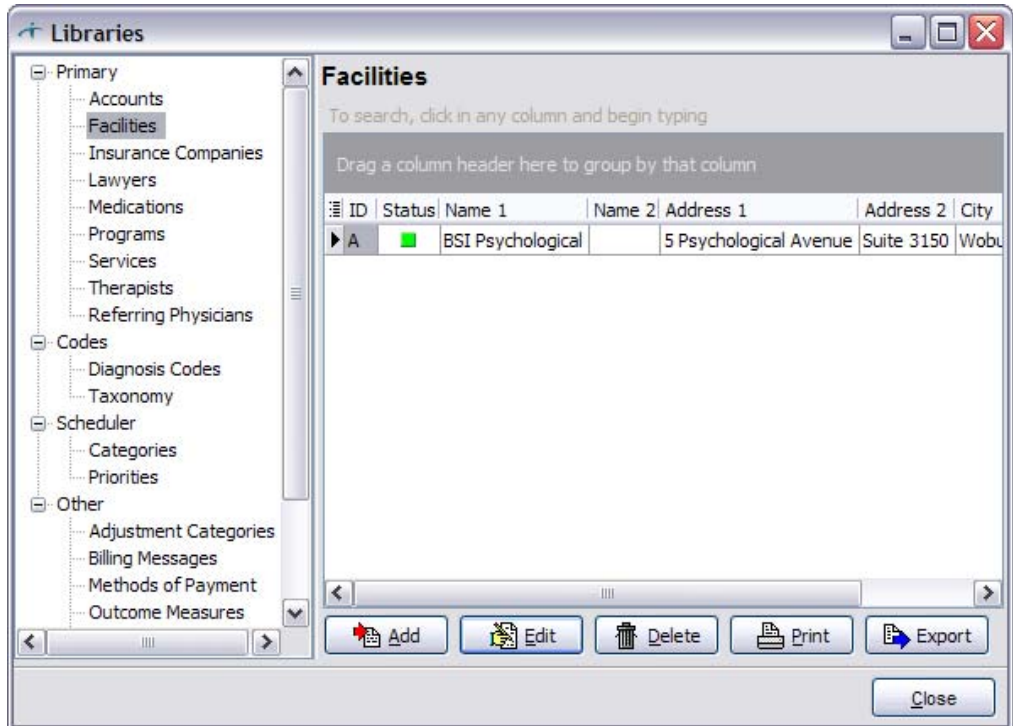 Libraries
Primary
Accounts
Facilities
Insurance Companies
Lawyers
Medications
Programs
Services
Therapists
Referring Physicians
Codes
Diagnosis Codes
Taxonomy
Scheduler
Categories
Priorities
Other
Adjustment Categories
Billing Messages
Methods of Payment
Outcome Measures
Facilities
To search, click in any column and begin typing
Drag a column header here to group by that column
ID Status Name 1 Name 2 Address 1 Address 2 City
A BSI Psychological 5 Psychological Avenue Suite 3150 Wobu
Add Edit Delete Print Export
Close